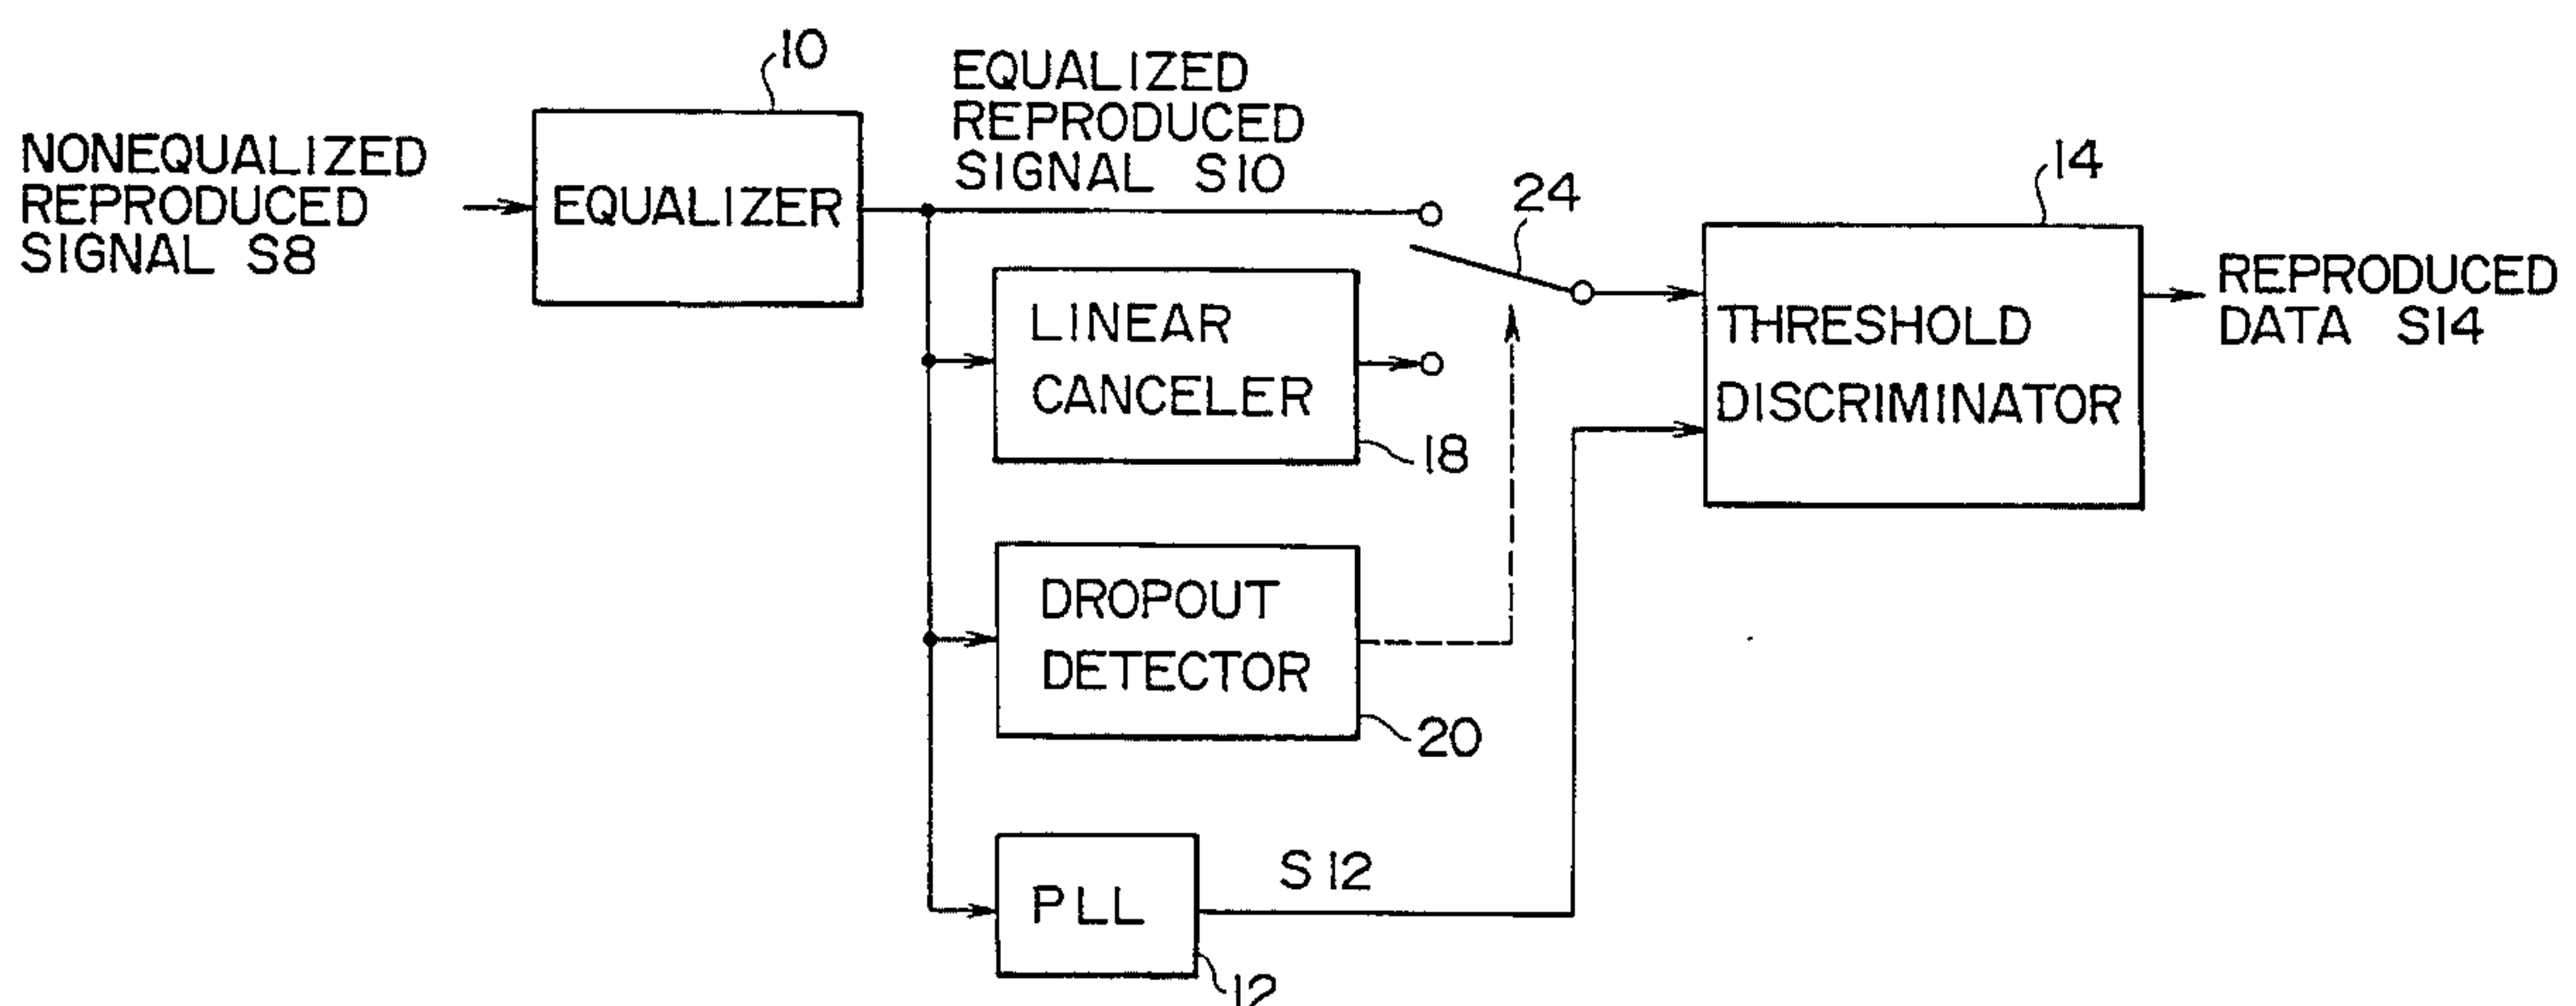 10
EQUALIZED
REPRODUCED
SIGNAL S10
NONEQUALIZED
REPRODUCED
SIGNAL S8
EQUALIZER
24
14
LINEAR
CANCELER
18
THRESHOLD
DISCRIMINATOR
REPRODUCED
DATA S14
DROPOUT
DETECTOR
20
PLL
S12
12